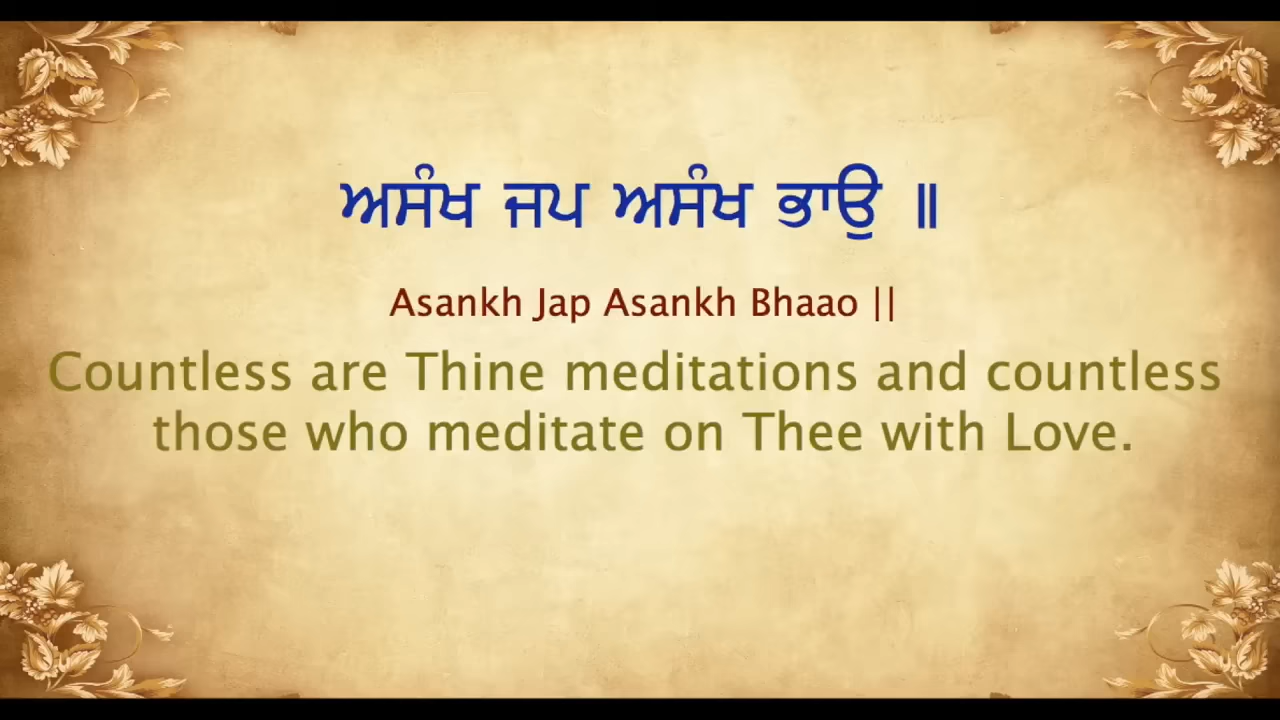 ਅਸੰਖ ਜਪ ਅਸੰਖ ਭਾਉ ॥
Asankh Jap Asankh Bhaao ||
Countless are Thine meditations and countless
those who meditate on Thee with Love.